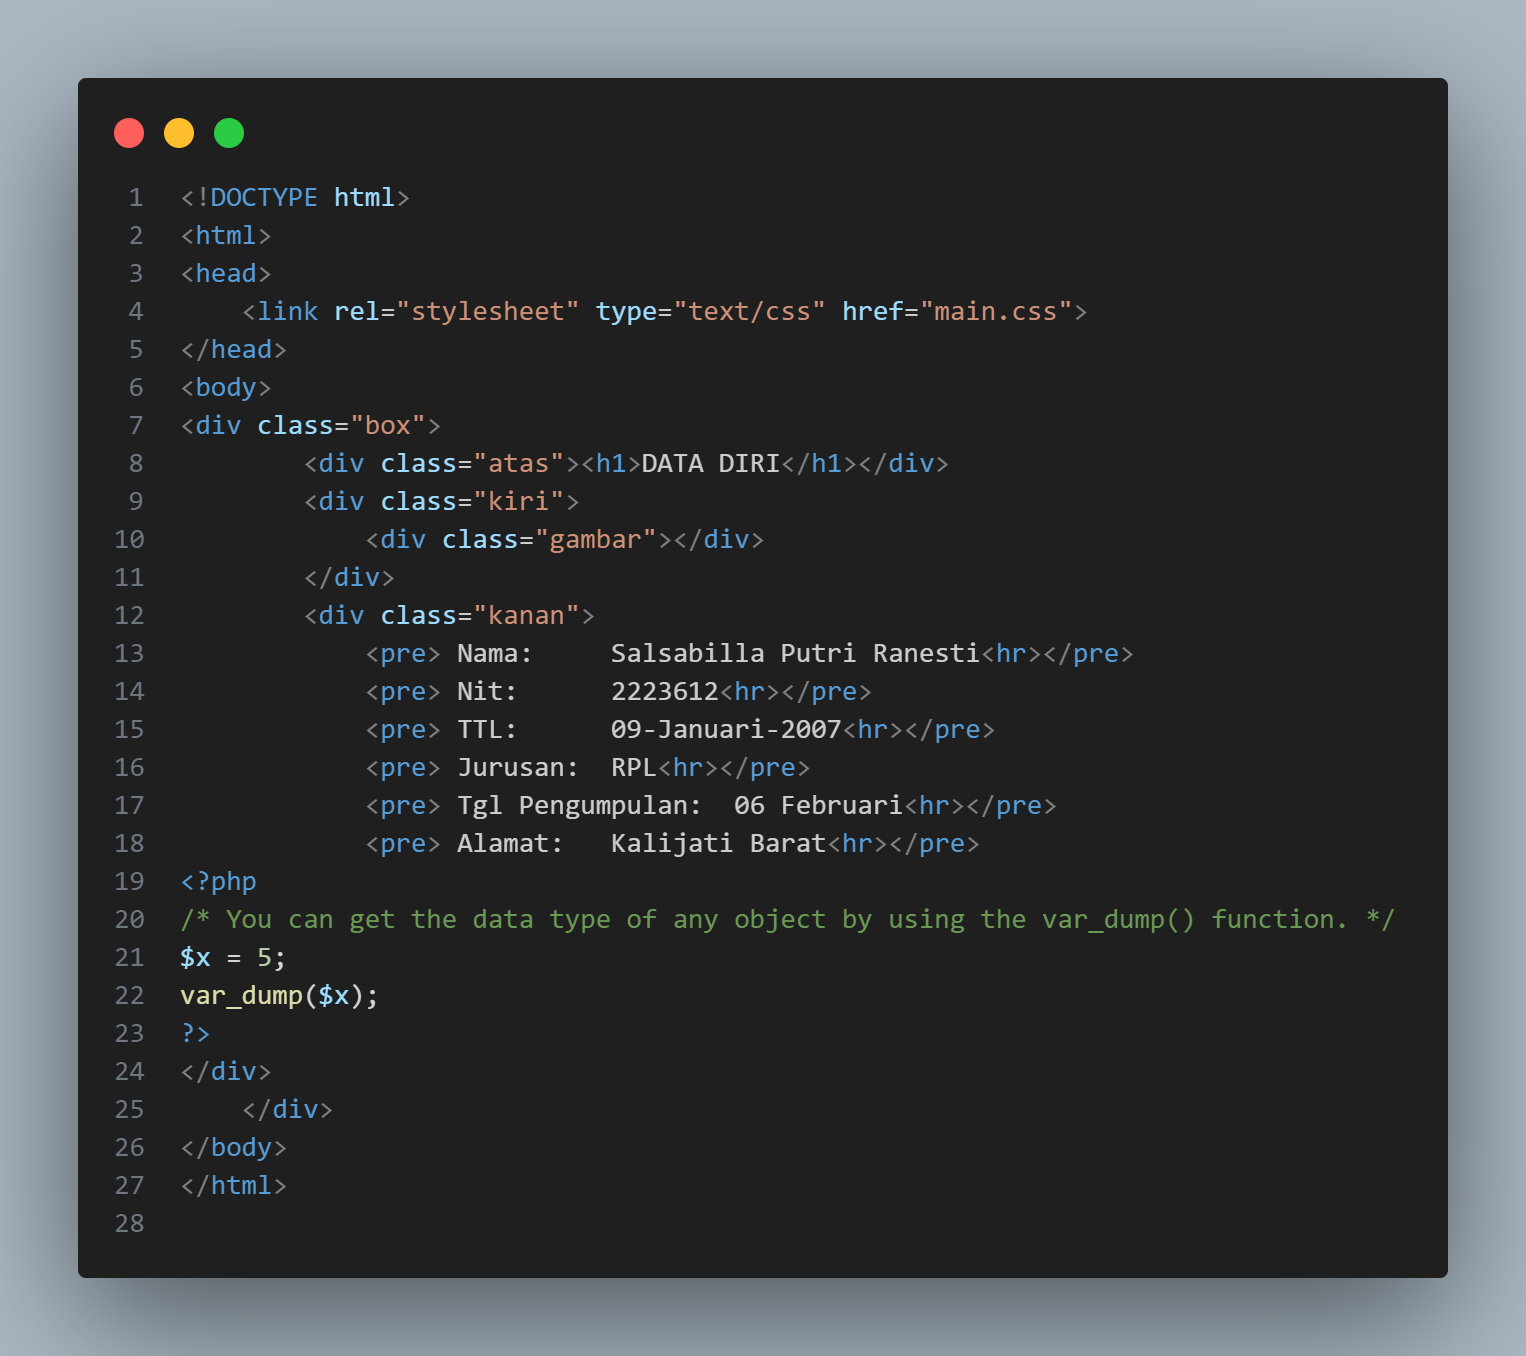 1 <!DOCTYPE html>
2 <html>
3 <head>
4     <link rel="stylesheet" type="text/css" href="main.css">
5 </head>
6 <body>
7 <div class="box">
8         <div class="atas"><h1>DATA DIRI</h1></div>
9         <div class="kiri">
10             <div class="gambar"></div>
11         </div>
12         <div class="kanan">
13             <pre> Nama:     Salsabilla Putri Ranesti<hr></pre>
14             <pre> Nit:      2223612<hr></pre>
15             <pre> TTL:      09-Januari-2007<hr></pre>
16             <pre> Jurusan:  RPL<hr></pre>
17             <pre> Tgl Pengumpulan:  06 Februari<hr></pre>
18             <pre> Alamat:   Kalijati Barat<hr></pre>
19 <?php
20 /* You can get the data type of any object by using the var_dump() function. */
21 $x = 5;
22 var_dump($x);
23 ?>
24 </div>
25     </div>
26 </body>
27 </html>
28